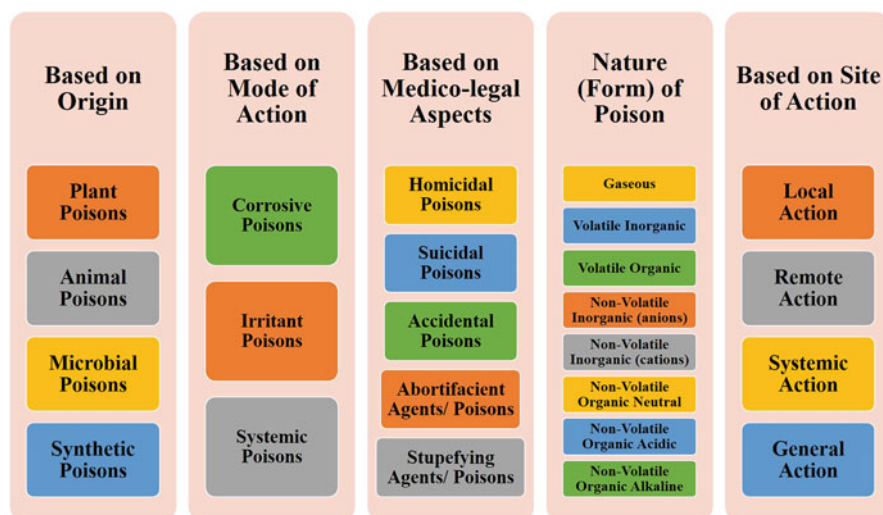 Based on
Origin
Plant
Poisons
Animal
Poisons
Microbial
Poisons
Synthetic
Poisons
Based on
Mode of
Action
Corrosive
Poisons
Irritant
Poisons
Systemic
Poisons
Based on
Medico-legal
Aspects
Homicidal
Poisons
Suicidal
Poisons
Accidental
Poisons
Abortifacient
Agents/ Poisons
Stupefying
Agents/ Poisons
Nature
(Form) of
Poison
Gaseous
Volatile Inorganic
Volatile Organic
Non-Volatile
Inorganic (anions)
Non-Volatile
Inorganic (cations)
Non-Volatile
Organic Neutral
Non-Volatile
Organic Acidic
Non-Volatile
Organic Alkaline
Based on Site
of Action
Local
Action
Remote
Action
Systemic
Action
General
Action